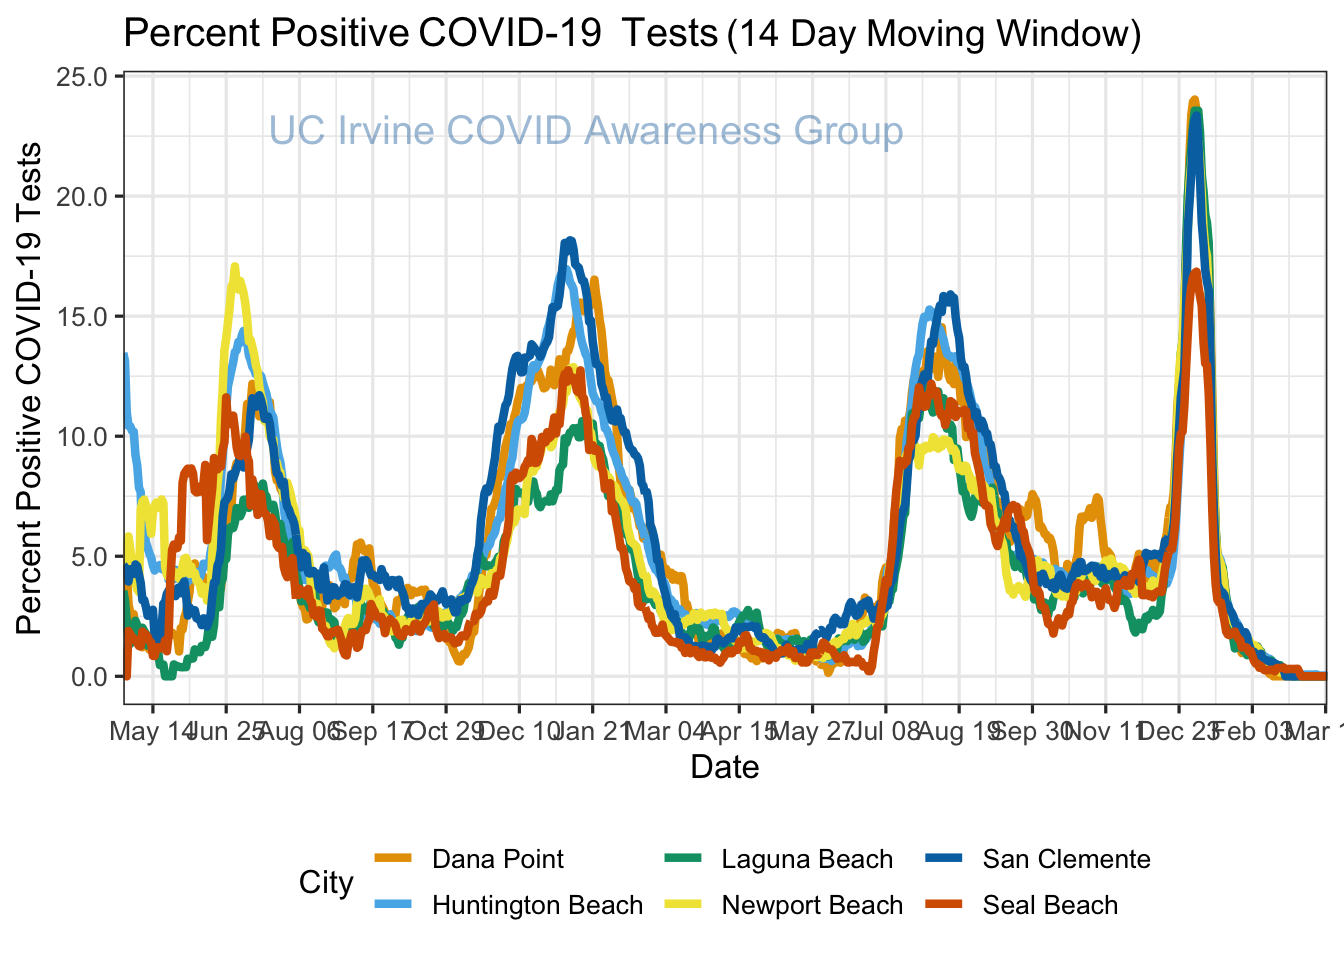 Percent Positive COVID-19 Tests (14 Day Moving Window)
UC Irvine COVID Awareness Group
Percent Positive COVID-19 Tests
25.0
20.0
15.0
10.0
5.0
0.0
May 14 Jun 25 Aug 06 Sep 17 Oct 29 Dec 10 Jan 21 Mar 04 Apr 15 May 27 Jul 08 Aug 19 Sep 30 Nov 11 Dec 23 Feb 03 Mar 1
Date
City
Dana Point Laguna Beach San Clemente
Huntington Beach Newport Beach Seal Beach